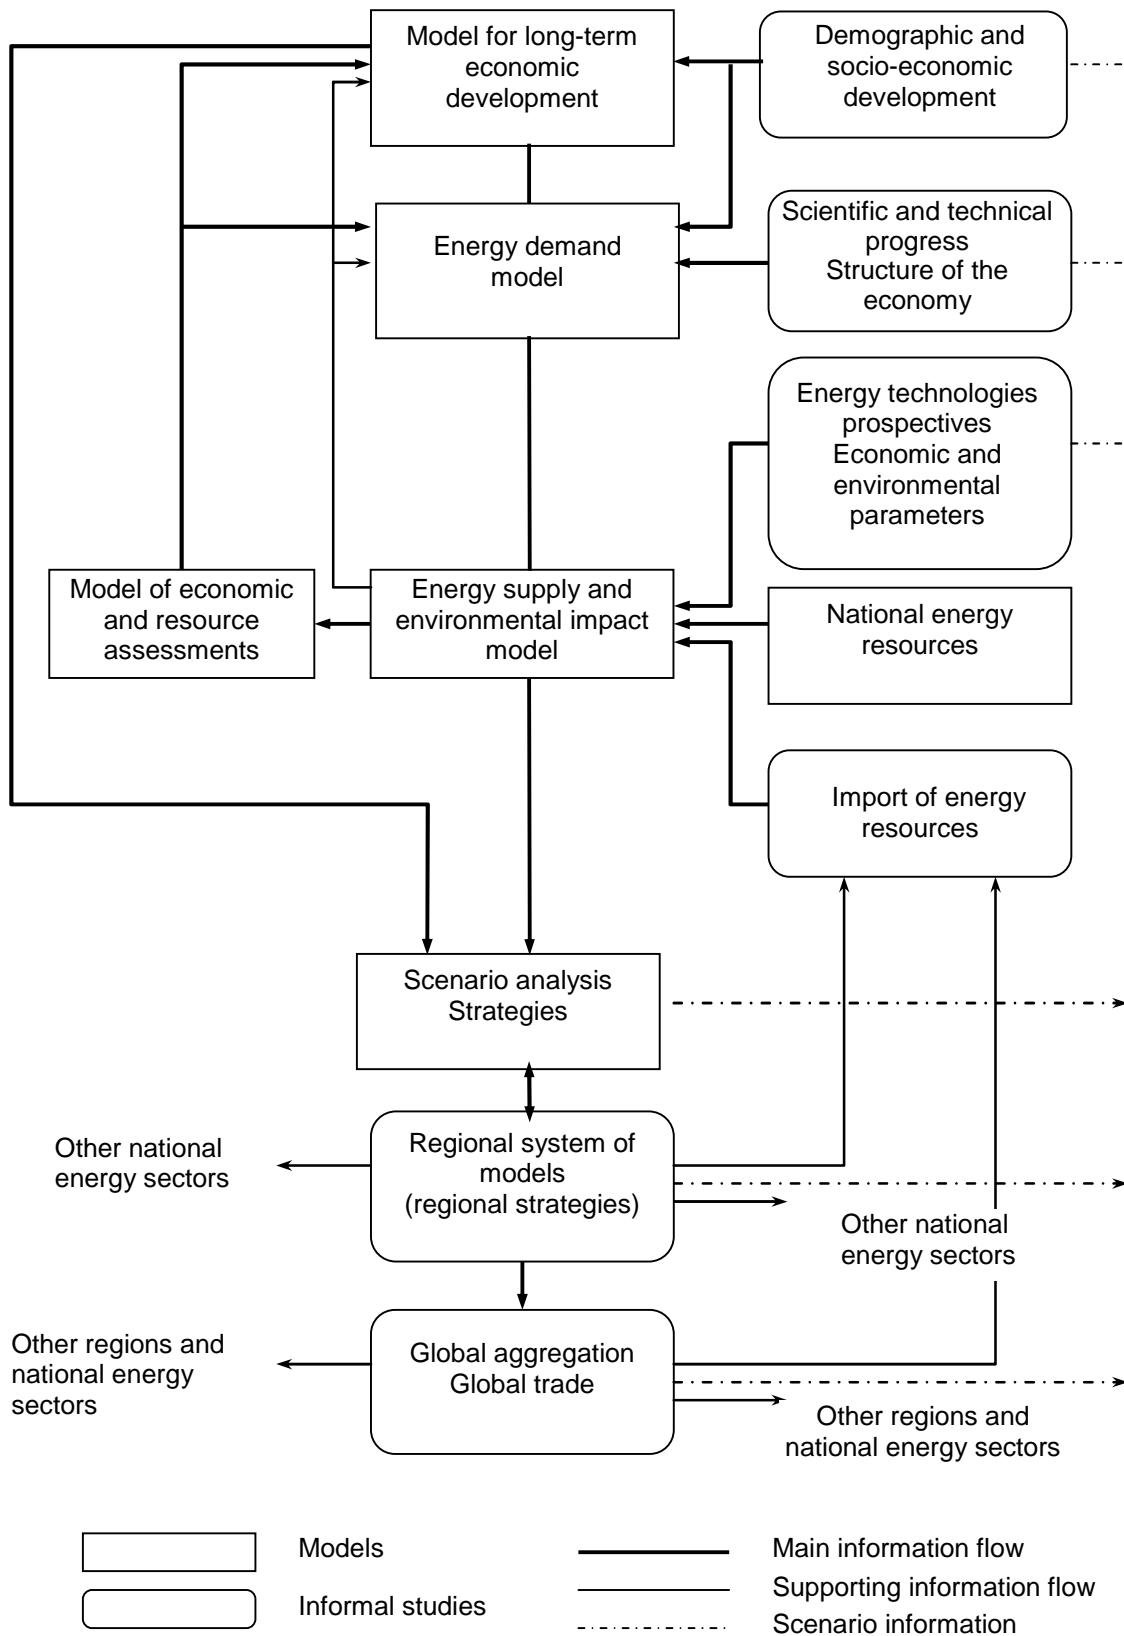 Model for long-term
economic
development
Demographic and
socio-economic
development
Energy demand
model
Scientific and technical
progress
Structure of the
economy
Energy technologies
prospectives
Economic and
environmental
parameters
Model of economic
and resource
assessments
Energy supply and
environmental impact
model
National energy
resources
Import of energy
resources
Scenario analysis
Strategies
Other national
energy sectors
Regional system of
models
(regional strategies)
Other national
energy sectors
Other regions and
national energy
sectors
Global aggregation
Global trade
Other regions and
national energy sectors
Models
Main information flow
Supporting information flow
Informal studies
Scenario information